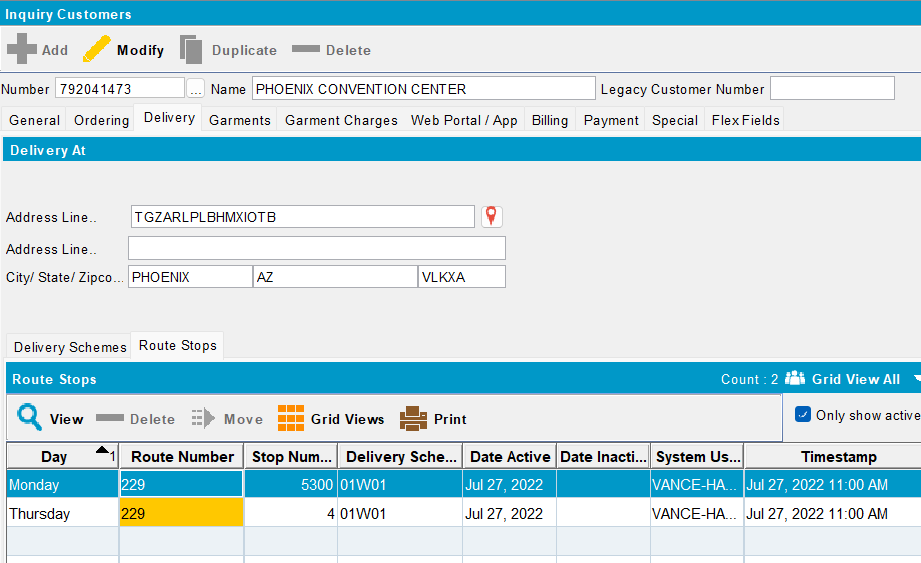 Inquiry Customers
Add Modify Duplicate Delete
Number 792041473 ... Name PHOENIX CONVENTION CENTER Legacy Customer Number
General Ordering Delivery Garments Garment Charges Web Portal / App Billing Payment Special Flex Fields
Delivery At
Address Line.. TGZARLPLBHMXIOTB
Address Line..
City/ State/ Zipco... PHOENIX AZ VLKXA
Delivery Schemes Route Stops
Route Stops Count : 2 Grid View All
View Delete Move Grid Views Print Only show active
Day 1 Route Number Stop Num... Delivery Sche... Date Active Date Inacti... System Us... Timestamp
Monday 229 5300 01W01 Jul 27, 2022 VANCE-HA... Jul 27, 2022 11:00 AM
Thursday 229 4 01W01 Jul 27, 2022 VANCE-HA... Jul 27, 2022 11:00 AM